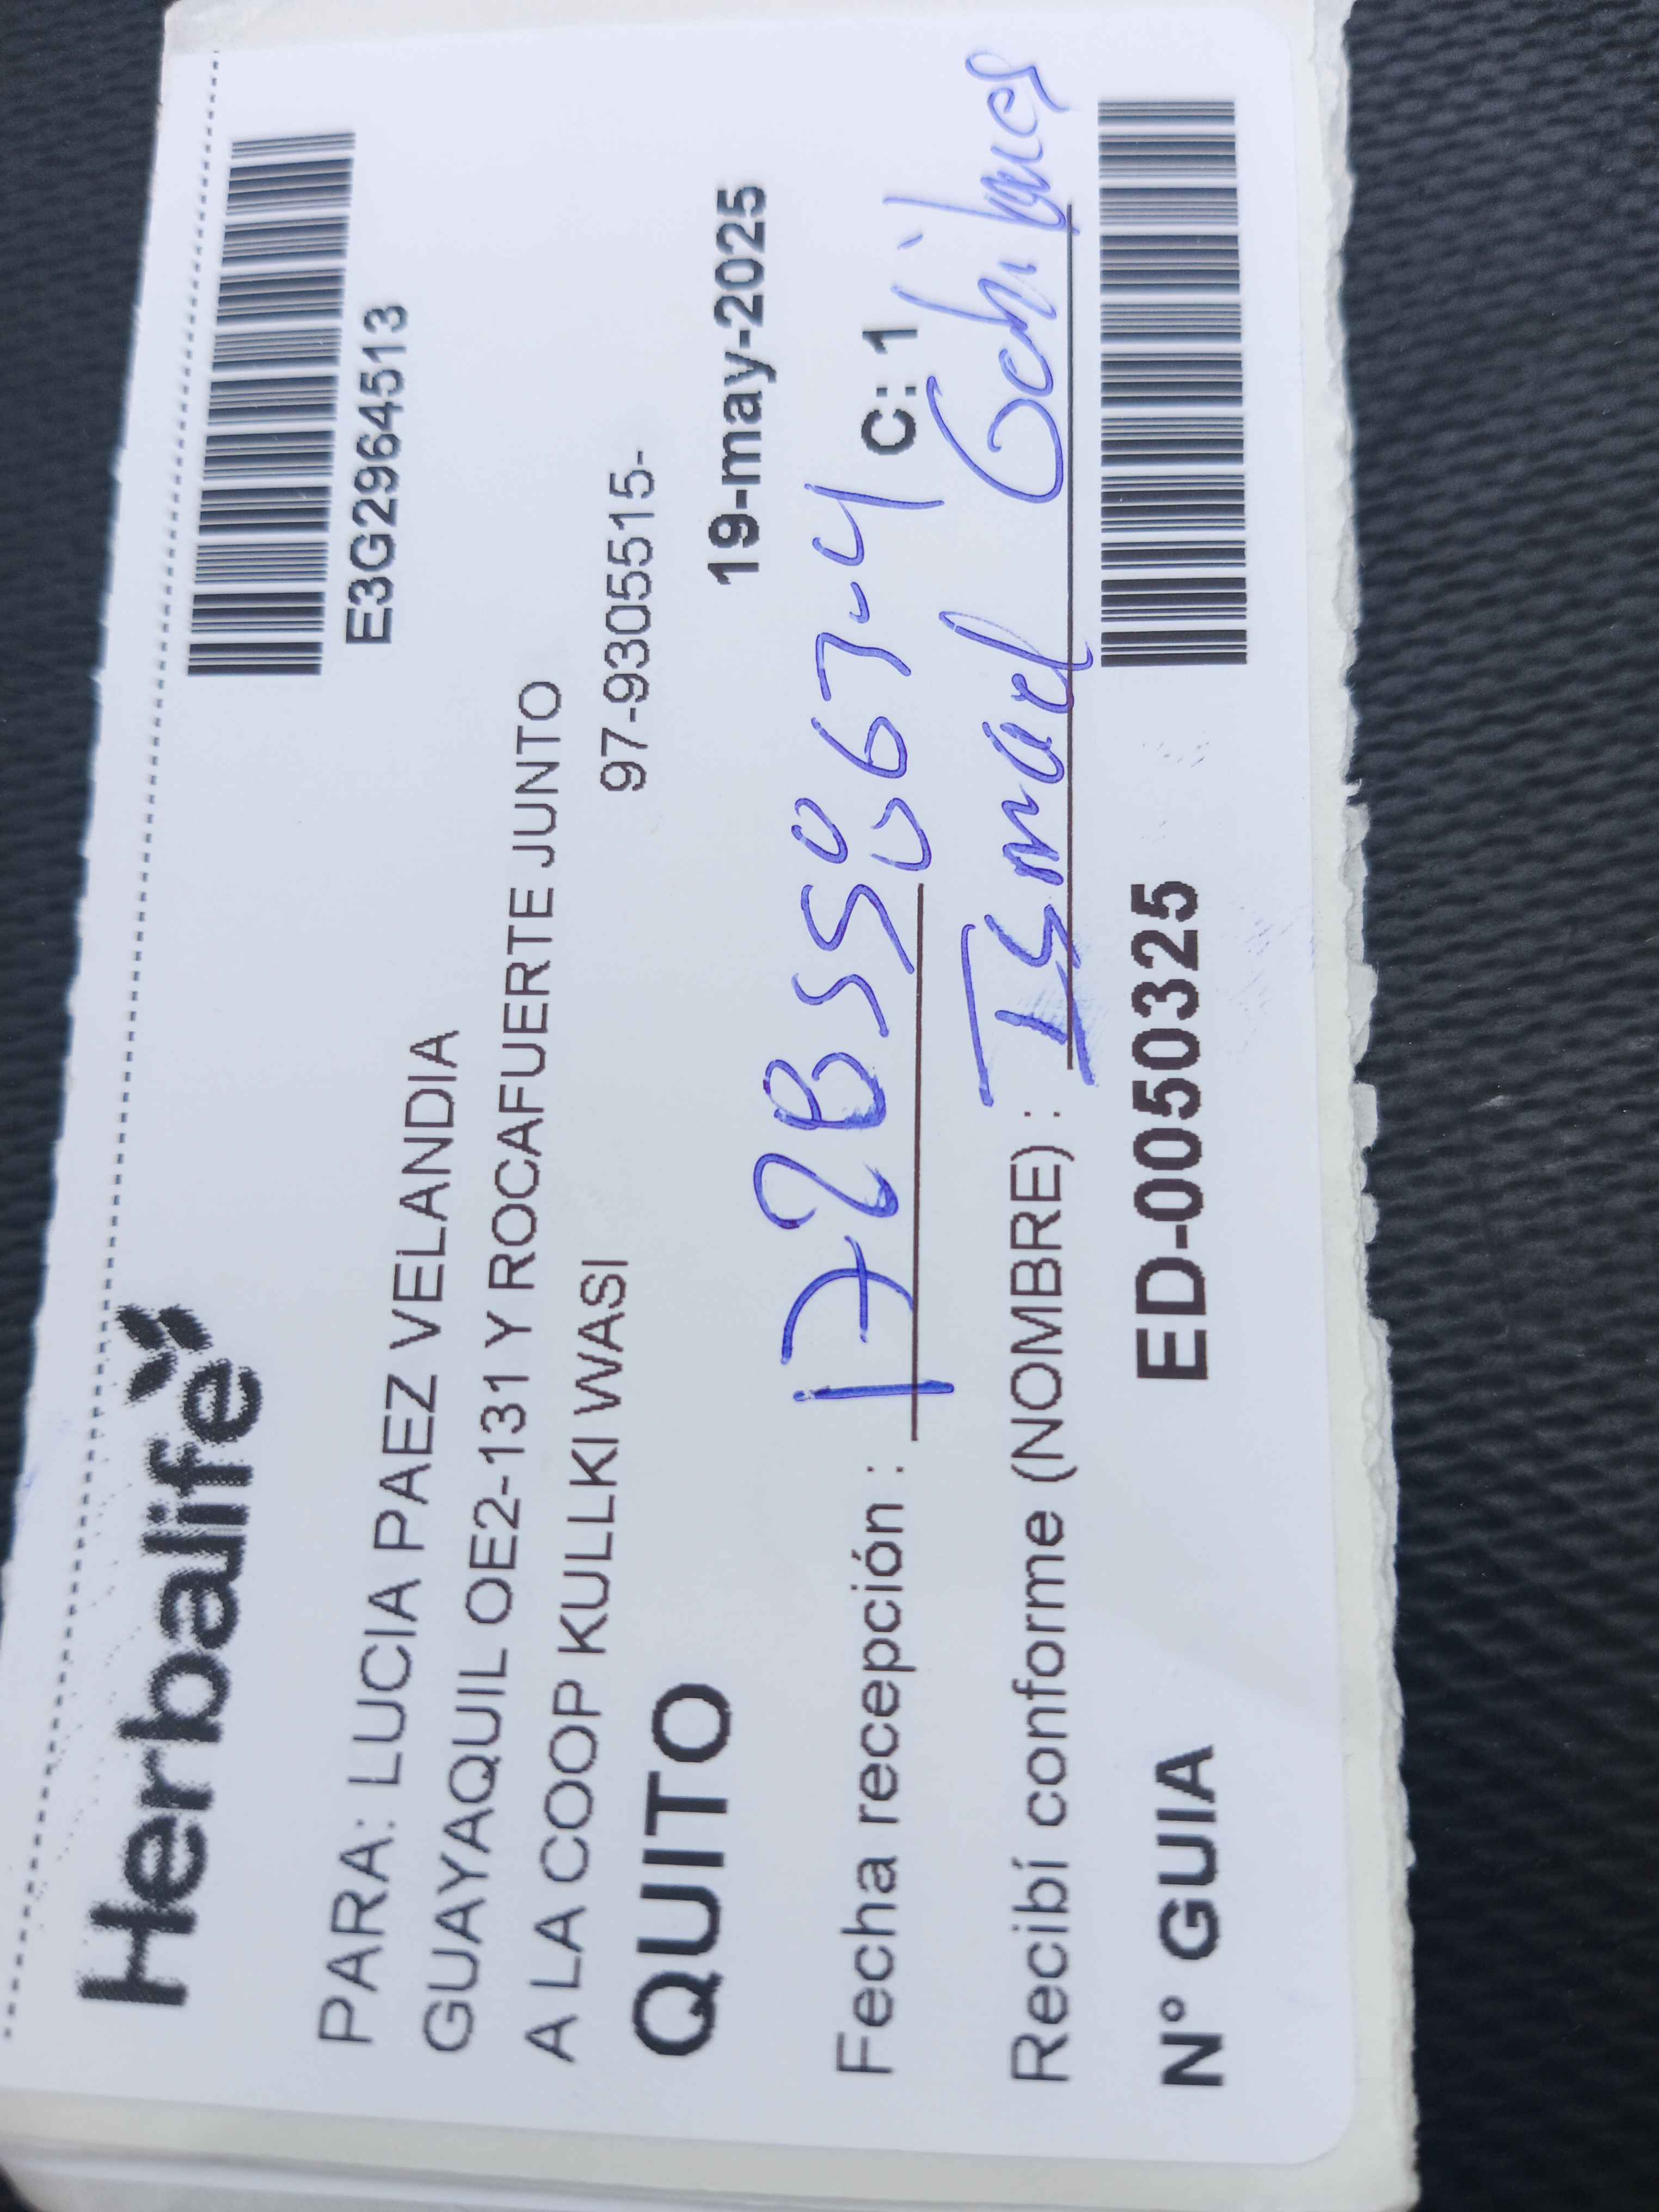 Herbalife
E3G2964513
PARA: LUCIA PAEZ VELANDIA
GUAYAQUIL OE2-131 Y ROCAFUERTE JUNTO
A LA COOP KULLKI WASI
97-9305515-
QUITO
19-may-2025
Fecha recepción :
C: 1
Recibí conforme (NOMBRE) : Ismael
N° GUIA ED-0050325